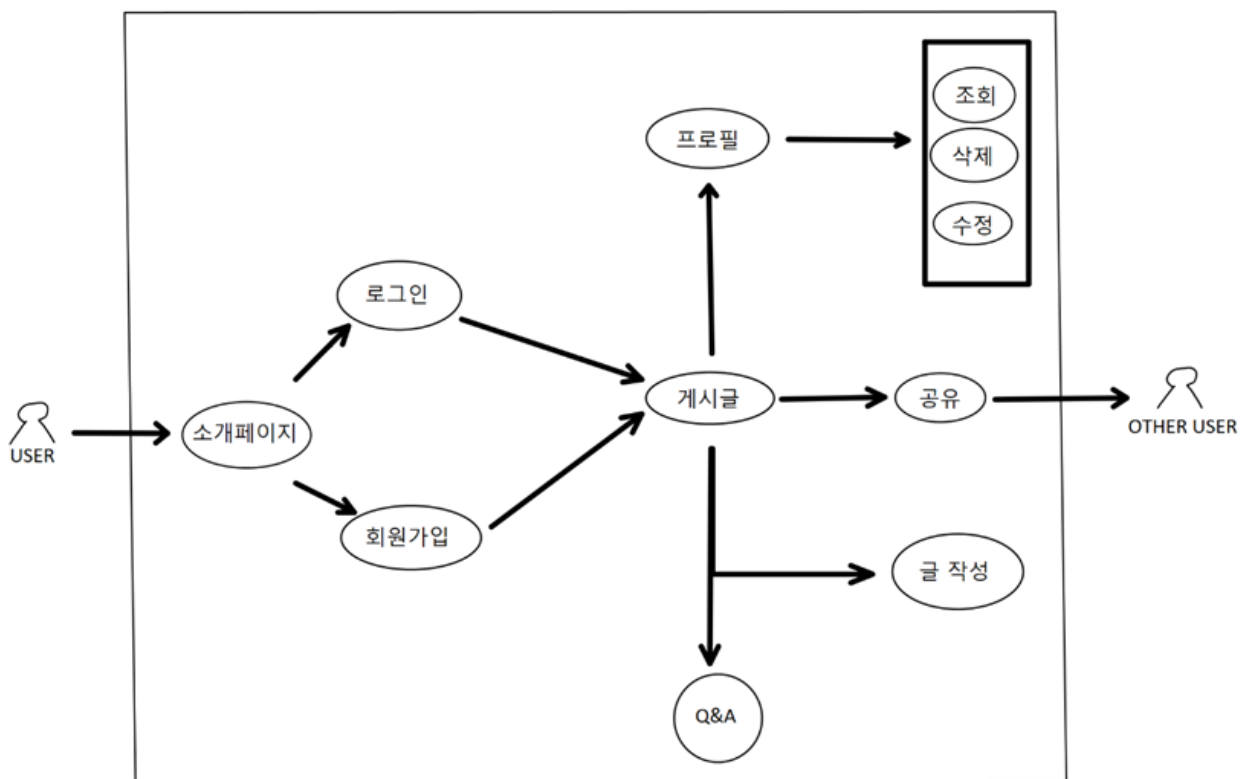 조회
프로필
삭제
수정
로그인
게시글
공유
OTHER USER
소개페이지
USER
회원가입
글 작성
Q&A